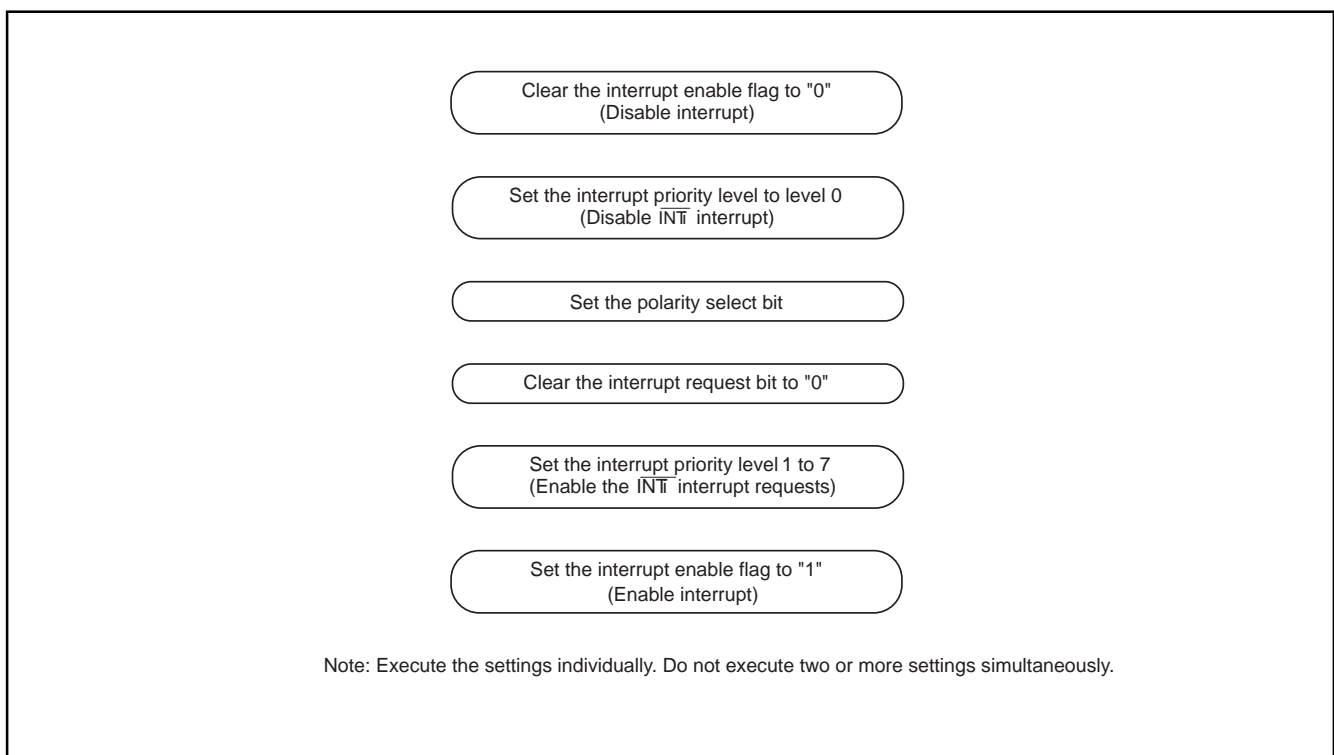 Clear the interrupt enable flag to "0"
(Disable interrupt)
Set the interrupt priority level to level 0
(Disable INTi interrupt)
Set the polarity select bit
Clear the interrupt request bit to "0"
Set the interrupt priority level 1 to 7
(Enable the INTi interrupt requests)
Set the interrupt enable flag to "1"
(Enable interrupt)
Note: Execute the settings individually. Do not execute two or more settings simultaneously.